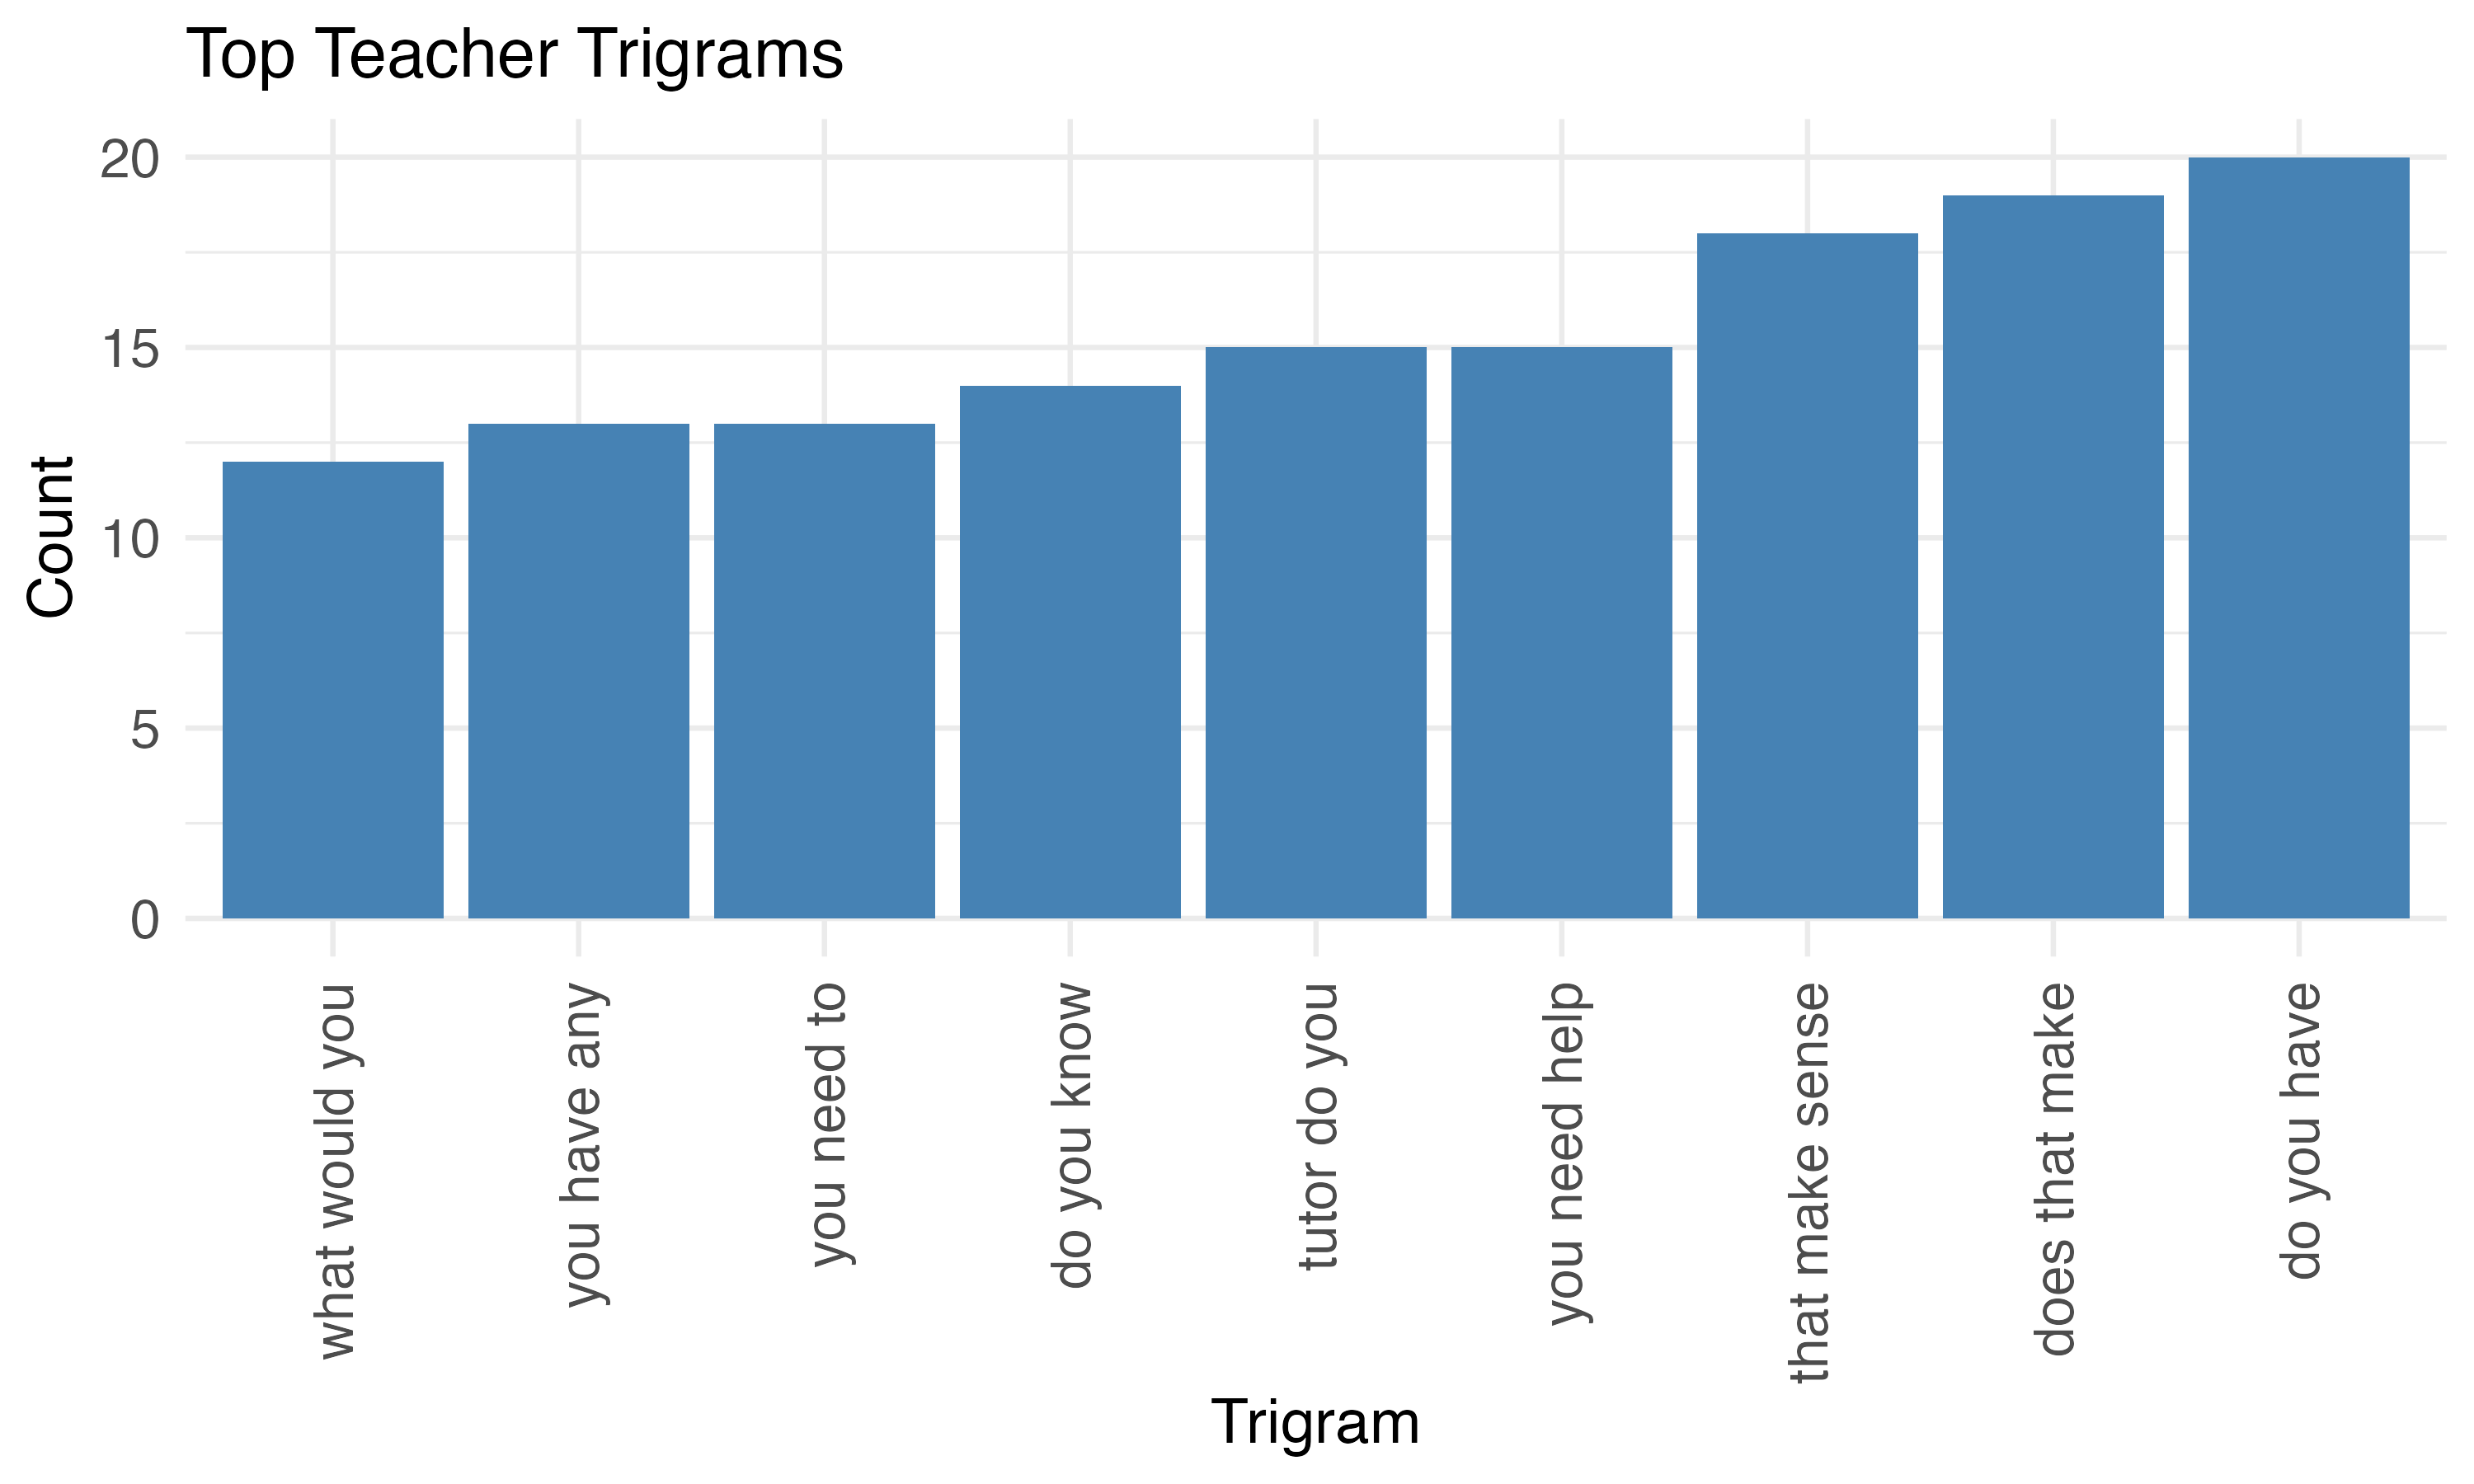 Top Teacher Trigrams
20
15
10
5
0
Count
what would you
you have any
you need to
do you know
tutor do you
you need help
that make sense
does that make
do you have
Trigram